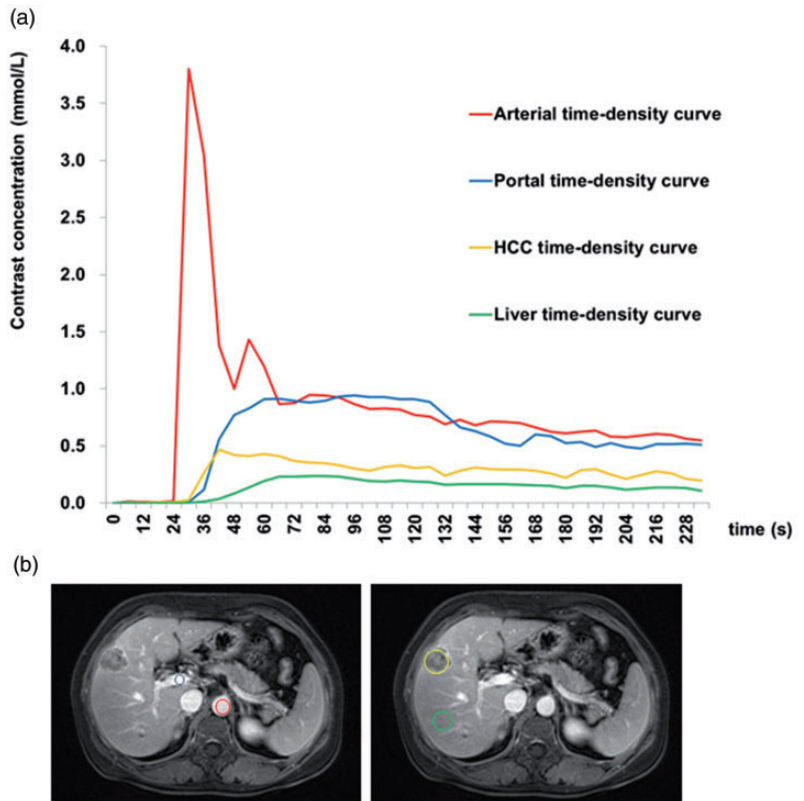 (a)
Contrast concentration (mmol/L)
4.0
3.5
3.0
2.5
2.0
1.5
1.0
0.5
0.0
Arterial time-density curve
Portal time-density curve
HCC time-density curve
Liver time-density curve
0 12 24 36 48 60 72 84 96 108 120 132 144 156 168 180 192 204 216 228
time (s)
(b)